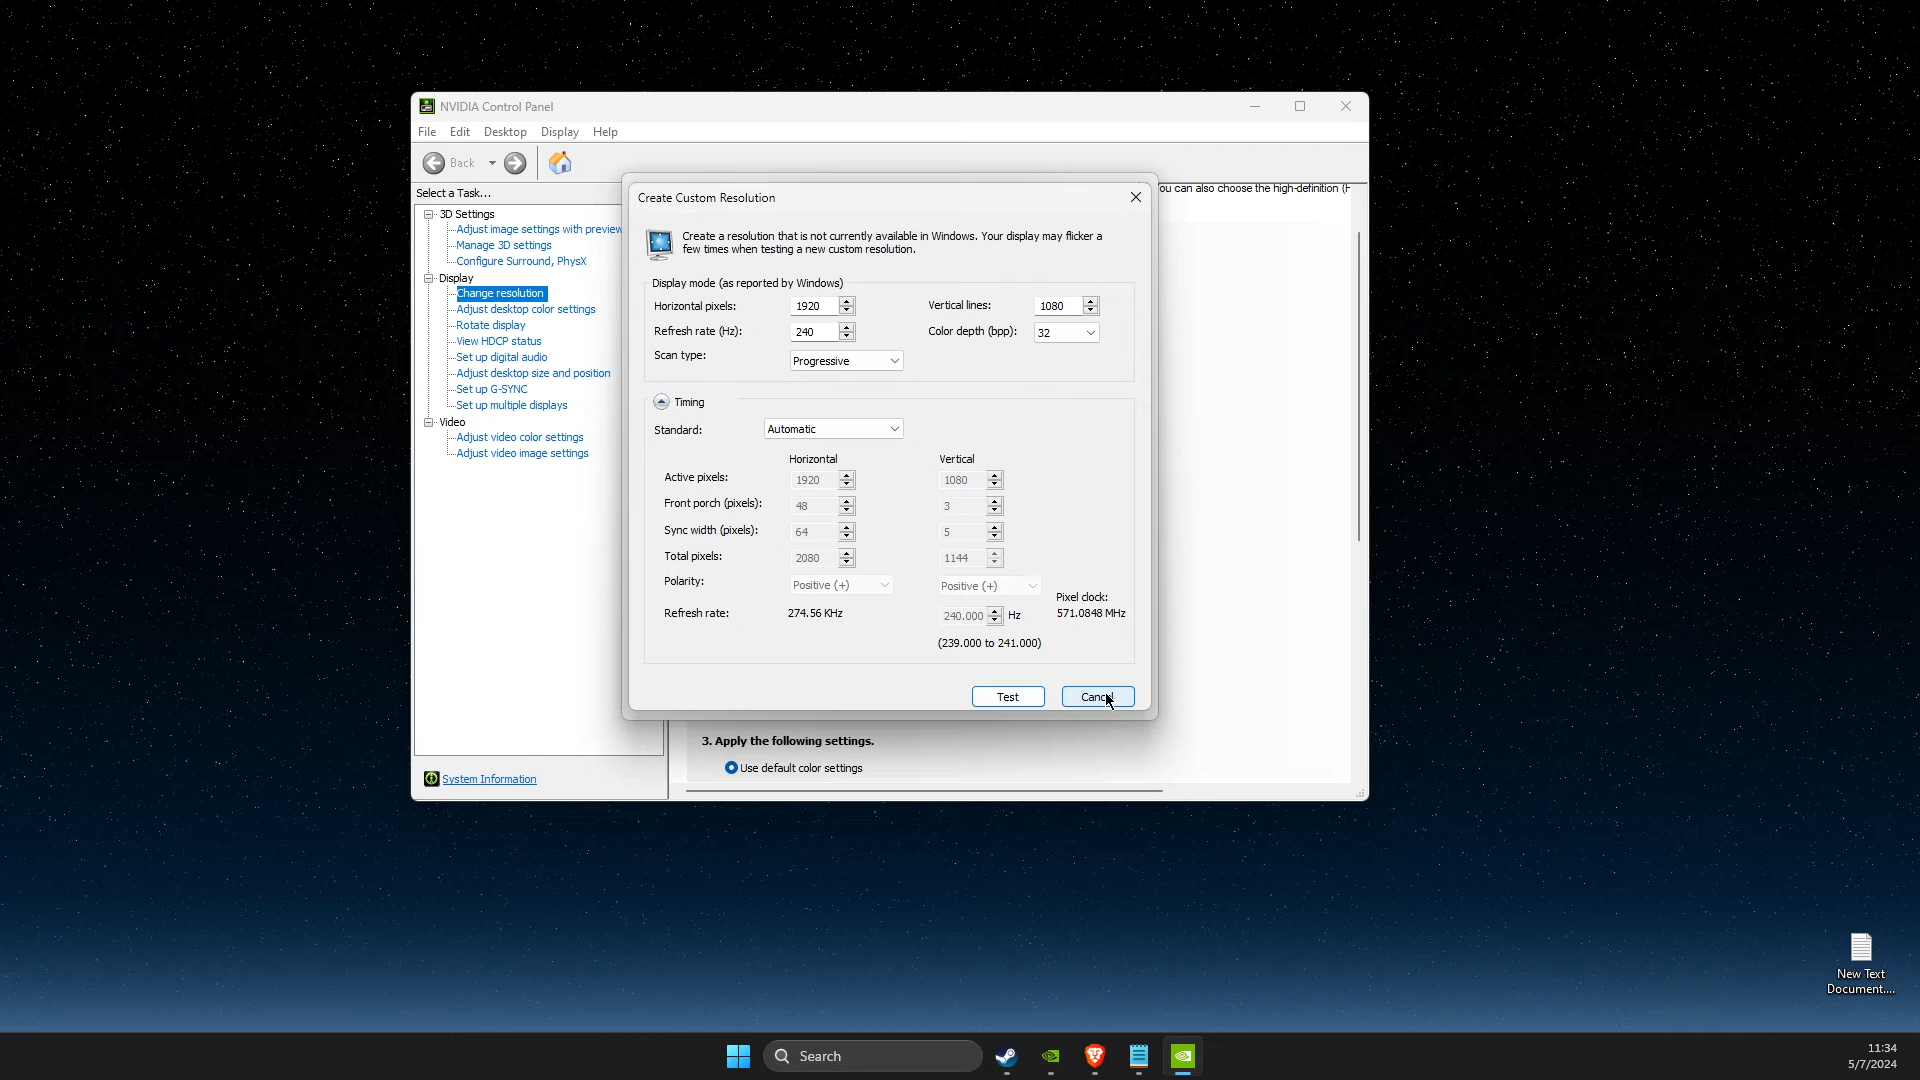 NVIDIA Control Panel
File Edit Desktop Display Help
Back
Select a Task...
3D Settings
Adjust image settings with preview
Manage 3D settings
Configure Surround, PhysX
Display
Change resolution
Adjust desktop color settings
Rotate display
View HDCP status
Set up digital audio
Adjust desktop size and position
Set up G-SYNC
Set up multiple displays
Video
Adjust video color settings
Adjust video image settings
System Information
ou can also choose the high-definition (H
Create Custom Resolution
Create a resolution that is not currently available in Windows. Your display may flicker a
few times when testing a new custom resolution.
Display mode (as reported by Windows)
Horizontal pixels: 1920 Vertical lines: 1080
Refresh rate (Hz): 240 Color depth (bpp): 32
Scan type: Progressive
Timing
Standard: Automatic
Horizontal Vertical
Active pixels: 1920 1080
Front porch (pixels): 48 3
Sync width (pixels): 64 5
Total pixels: 2080 1144
Polarity: Positive (+) Positive (+)
Pixel clock:
Refresh rate: 274.56 KHz 240.000 Hz 571.0848 MHz
(239.000 to 241.000)
Test Cancel
3. Apply the following settings.
Use default color settings
New Text
Document....
Search
11:34
5/7/2024